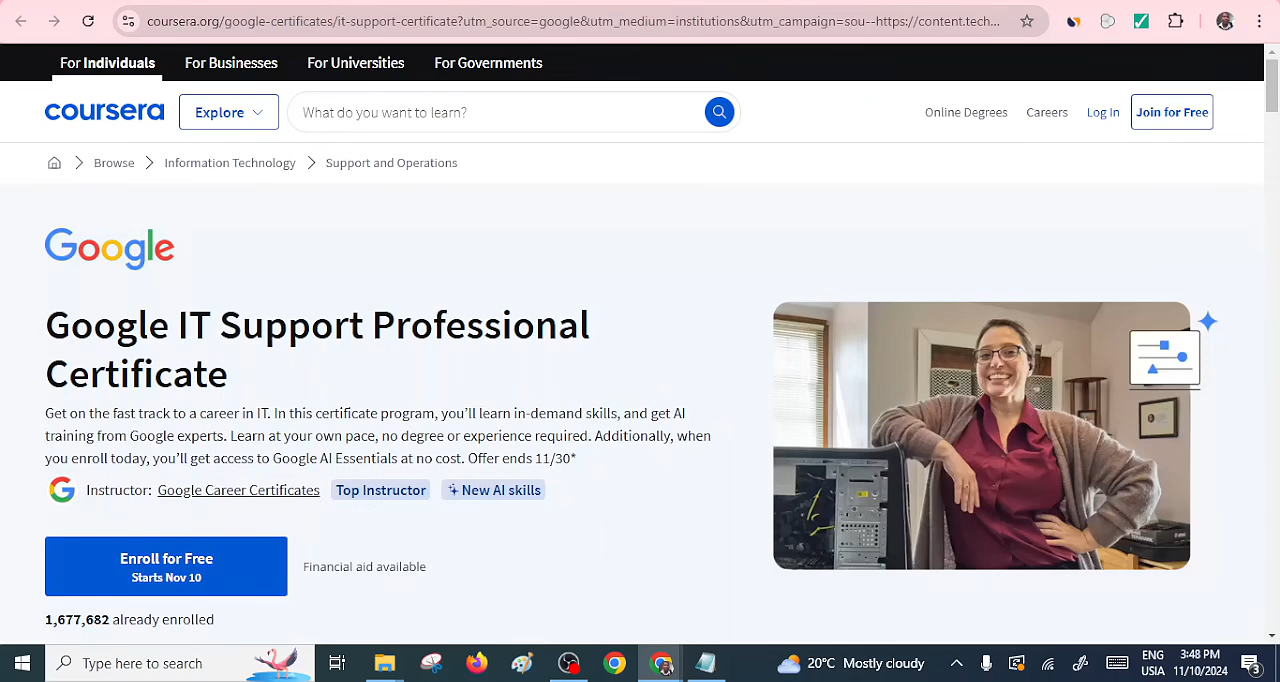 coursera.org/google-certificates/it-support-certificate?utm_source=google&utm_medium=institutions&utm_campaign=sou--https://content.tech...
For Individuals
For Businesses
For Universities
For Governments
coursera
Explore
What do you want to learn?
Online Degrees
Careers
Log In
Join for Free
Browse
Information Technology
Support and Operations
Google
Google IT Support Professional
Certificate
Get on the fast track to a career in IT. In this certificate program, you'll learn in-demand skills, and get AI
training from Google experts. Learn at your own pace, no degree or experience required. Additionally, when
you enroll today, you'll get access to Google AI Essentials at no cost. Offer ends 11/30*
Instructor: Google Career Certificates
Top Instructor
New AI skills
Enroll for Free
Starts Nov 10
Financial aid available
1,677,682 already enrolled
Type here to search
20°C Mostly cloudy
ENG
USIA
3:48 PM
11/10/2024
3